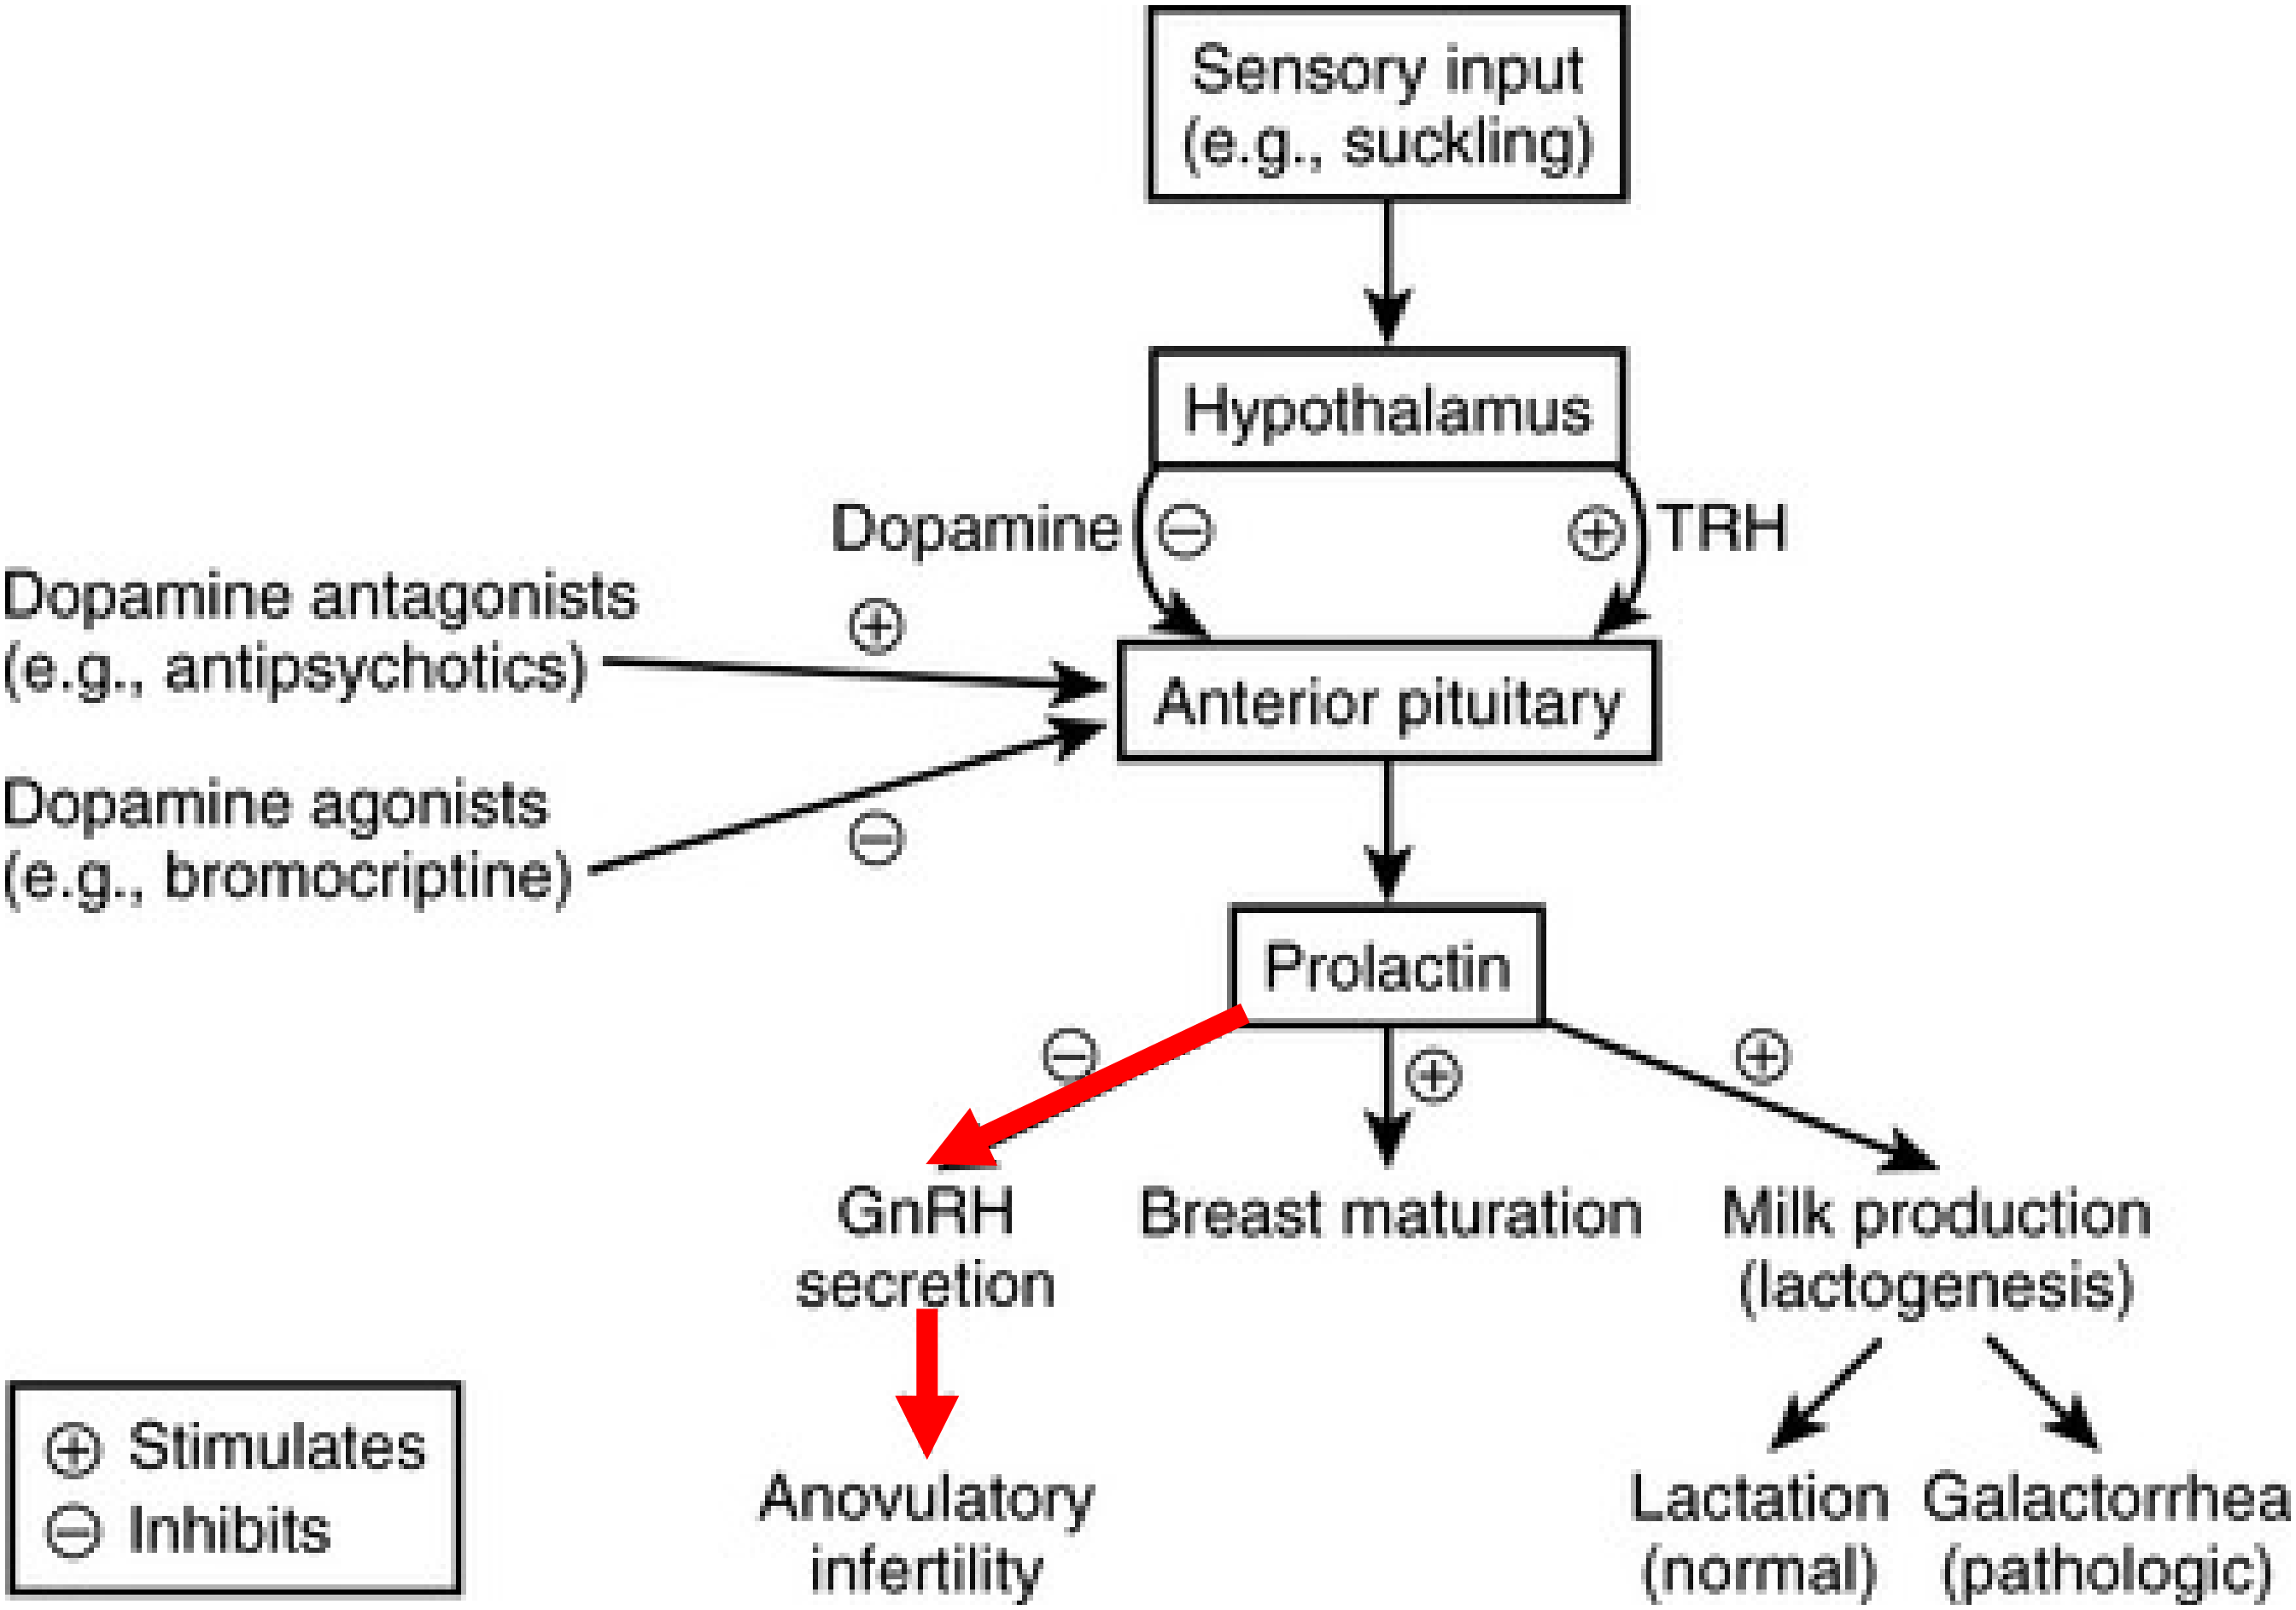 Sensory input
(e.g., suckling)
Hypothalamus
Dopamine
⊖
⊕
TRH
Dopamine antagonists
(e.g., antipsychotics)
⊕
Anterior pituitary
Dopamine agonists
(e.g., bromocriptine)
⊖
Prolactin
⊖
⊕
⊕
GnRH
secretion
Breast maturation
Milk production
(lactogenesis)
Anovulatory
infertility
Lactation
(normal)
Galactorrhea
(pathologic)
⊕ Stimulates
⊖ Inhibits